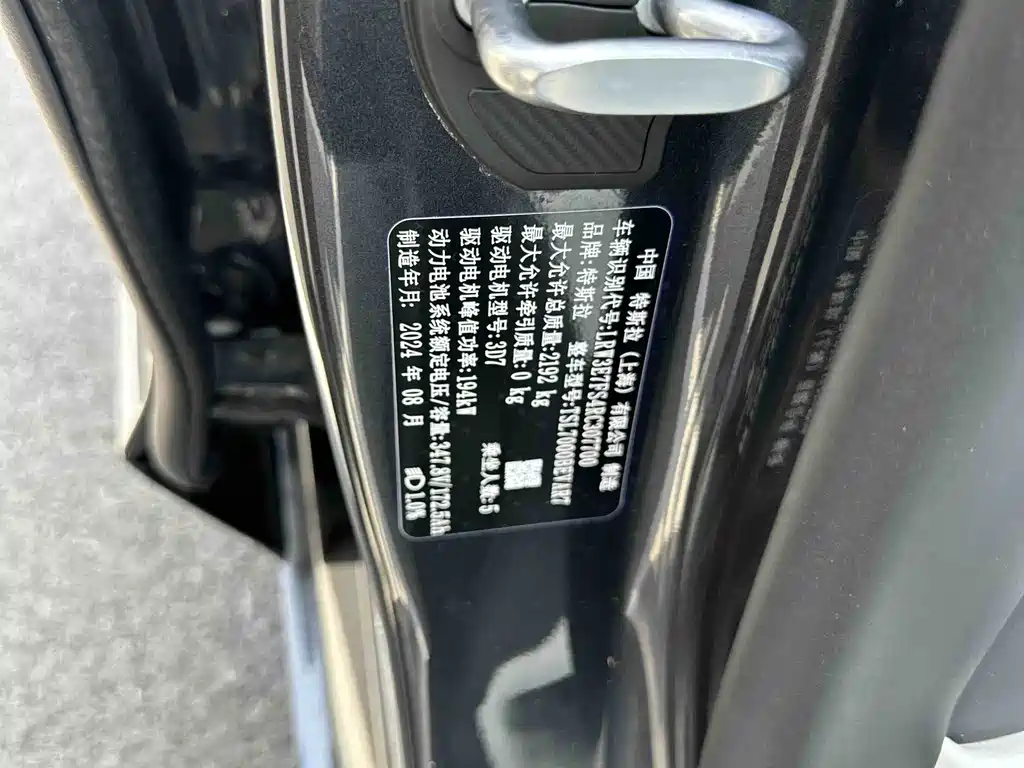 中国 特斯拉（上海）有限公司 制造
车辆识别代号:LRW3E7FS4RC307700
品牌:特斯拉 整车型号:TSL7000BEVAR7
最大允许总质量:2192 kg
最大允许牵引质量:0 kg
驱动电机型号:3D7
驱动电机峰值功率:194kW 乘坐人数:5
动力电池系统额定电压/容量:347.8V/172.5Ah
制造年月: 2024 年 08 月 1.0%